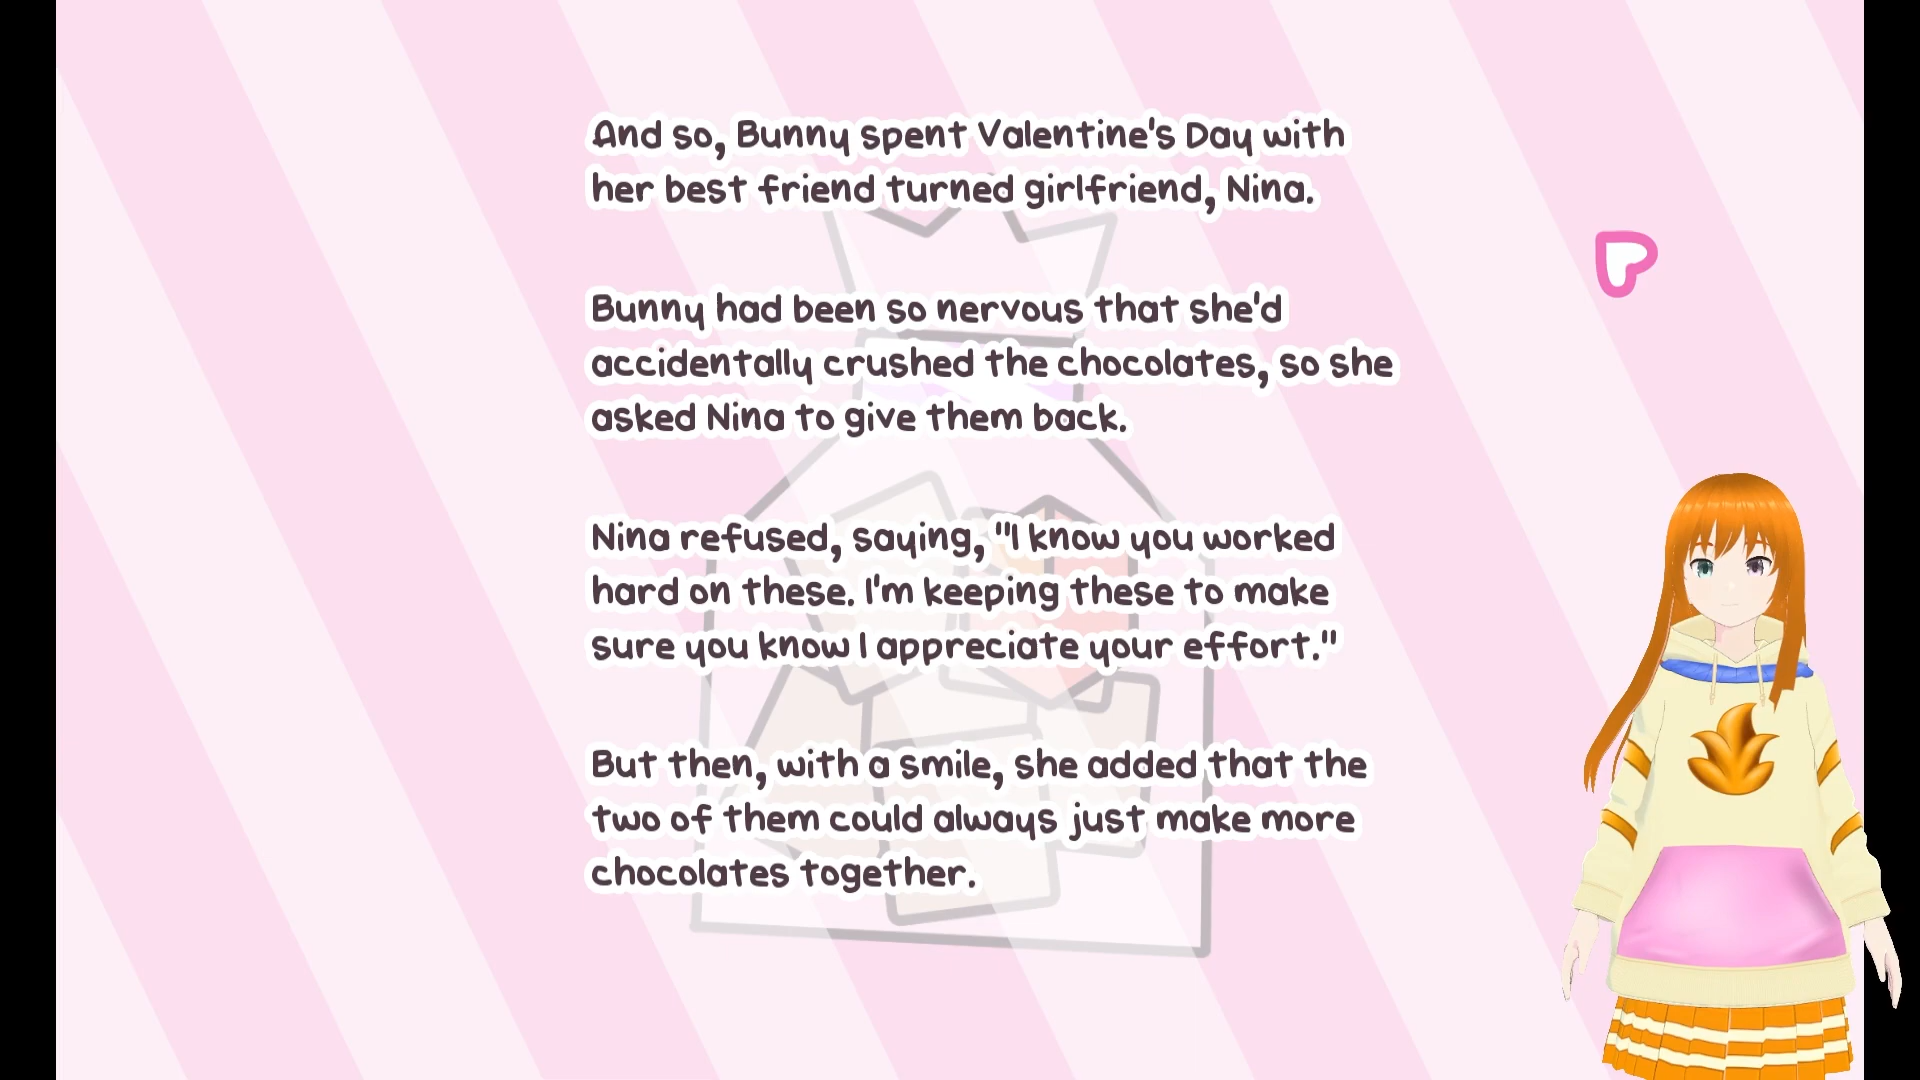 And so, Bunny spent Valentine's Day with
her best friend turned girlfriend, Nina.
Bunny had been so nervous that she'd
accidentally crushed the chocolates, so she
asked Nina to give them back.
Nina refused, saying, "I know you worked
hard on these. I'm keeping these to make
sure you know I appreciate your effort."
But then, with a smile, she added that the
two of them could always just make more
chocolates together.